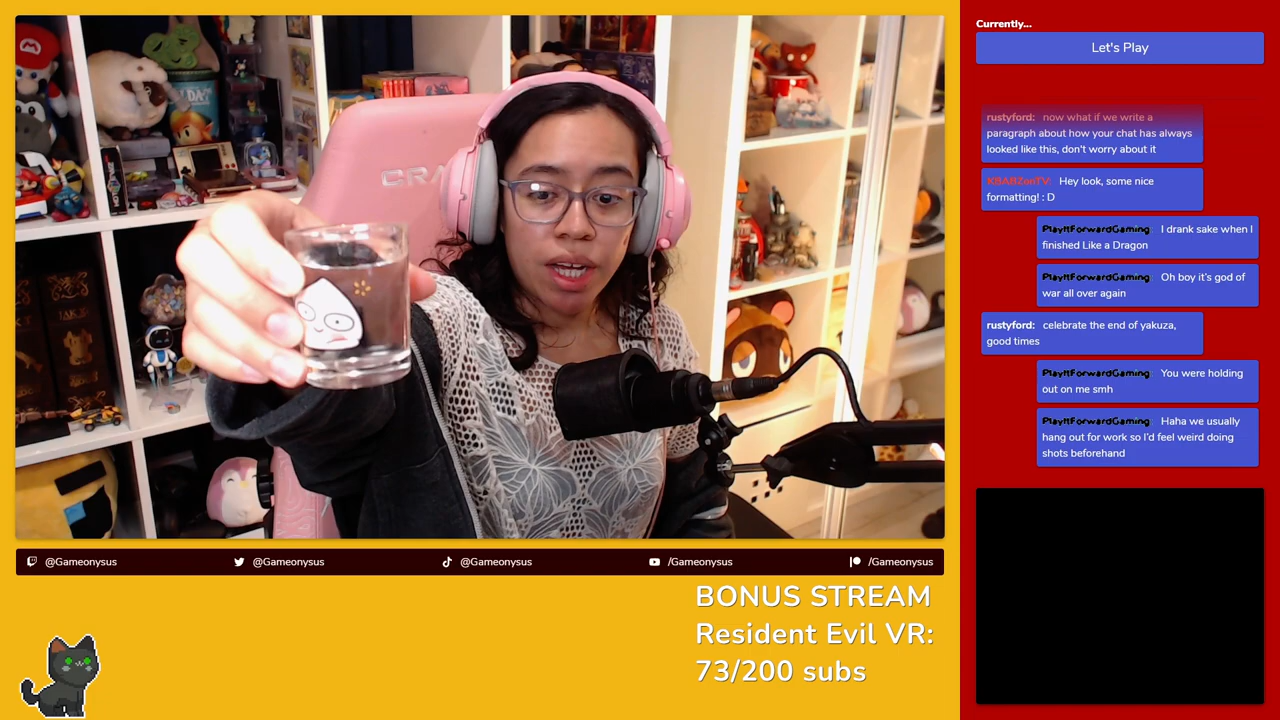 CRA
@Gameonysus
@Gameonysus
@Gameonysus
/Gameonysus
/Gameonysus
BONUS STREAM
Resident Evil VR:
73/200 subs
Currently...
Let's Play
rustyford: now what if we write a
paragraph about how your chat has always
looked like this, don't worry about it
Hey look, some nice
formatting! : D
PlayItForwardGaming: I drank sake when I
finished Like a Dragon
PlayItForwardGaming: Oh boy it's god of
war all over again
rustyford: celebrate the end of yakuza,
good times
PlayItForwardGaming: You were holding
out on me smh
PlayItForwardGaming: Haha we usually
hang out for work so I'd feel weird doing
shots beforehand